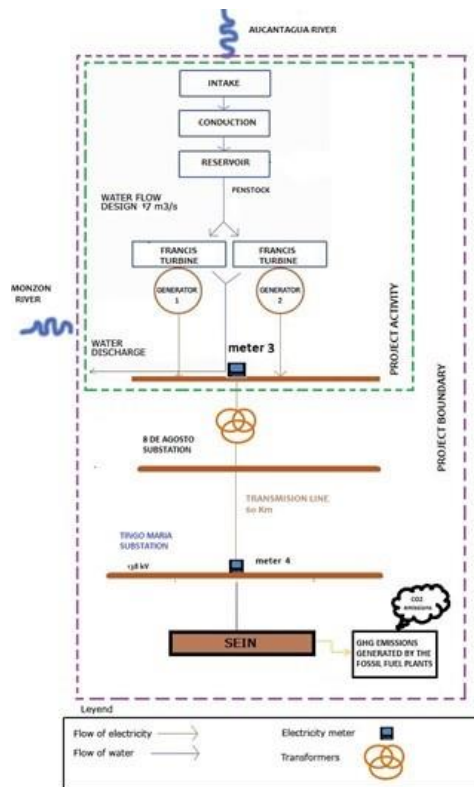 AUCANTAGUA RIVER
INTAKE
CONDUCTION
RESERVOIR
PENSTOCK
WATER FLOW
DESIGN 17 m3/s
FRANCIS
TURBINE
FRANCIS
TURBINE
GENERATOR
1
GENERATOR
2
MONZON
RIVER
WATER
DISCHARGE
meter 3
PROJECT ACTIVITY
PROJECT BOUNDARY
8 DE AGOSTO
SUBSTATION
TRANSMISION LINE
60 Km
TINGO MARIA
SUBSTATION
138 kV
meter 4
CO2
emissions
SEIN
GHG EMISSIONS
GENERATED BY THE
FOSSIL FUEL PLANTS
Leyend
Flow of electricity
Electricity meter
Flow of water
Transformers